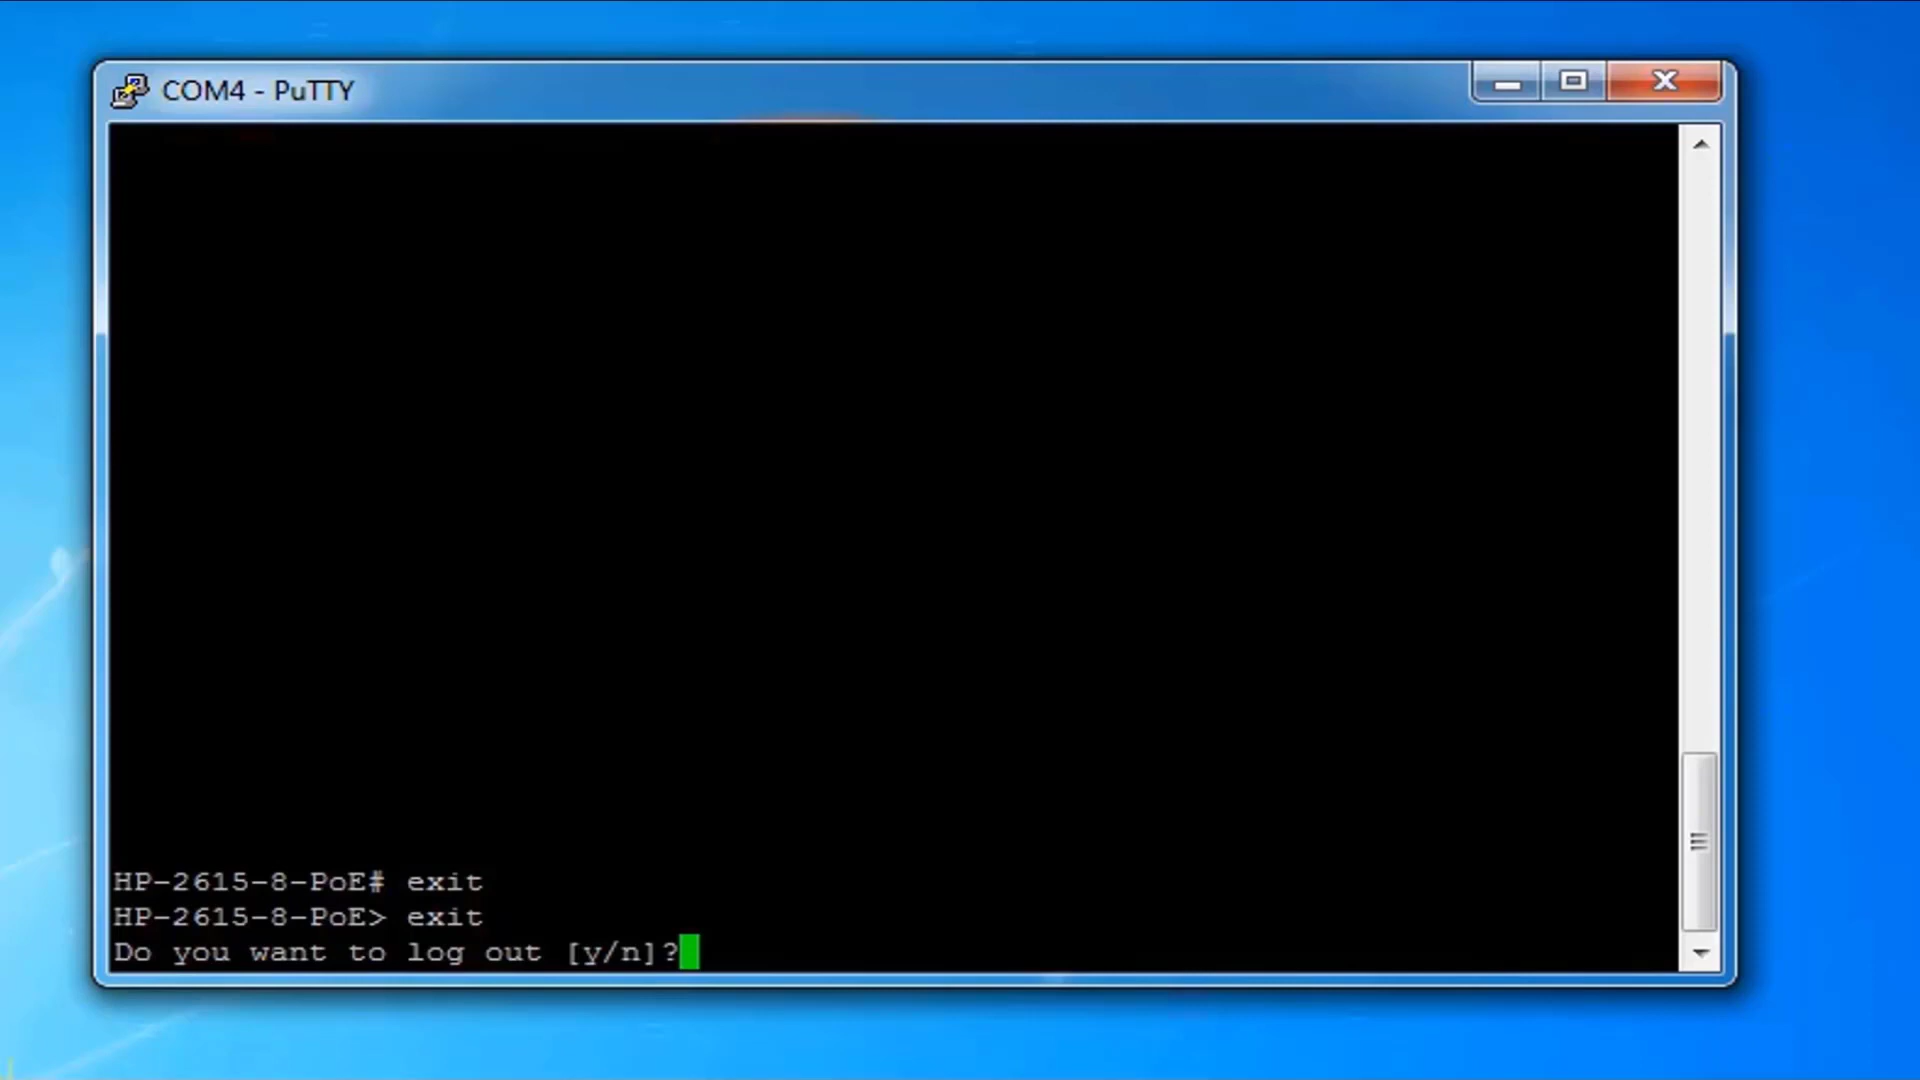 COM4 - PuTTY
HP-2615-8-PoE# exit
HP-2615-8-PoE> exit
Do you want to log out [y/n]?